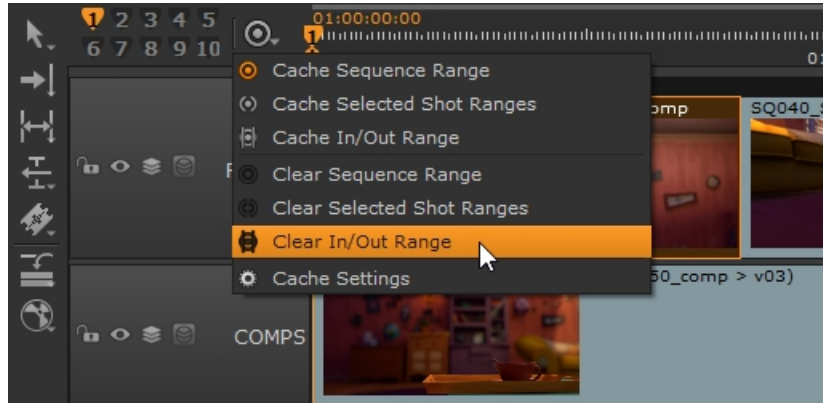 1 2 3 4 5
6 7 8 9 10
01:00:00:00
1
Cache Sequence Range
Cache Selected Shot Ranges
Cache In/Out Range
Clear Sequence Range
Clear Selected Shot Ranges
Clear In/Out Range
Cache Settings
omp
SQ040_
50_comp > v03)
COMPS